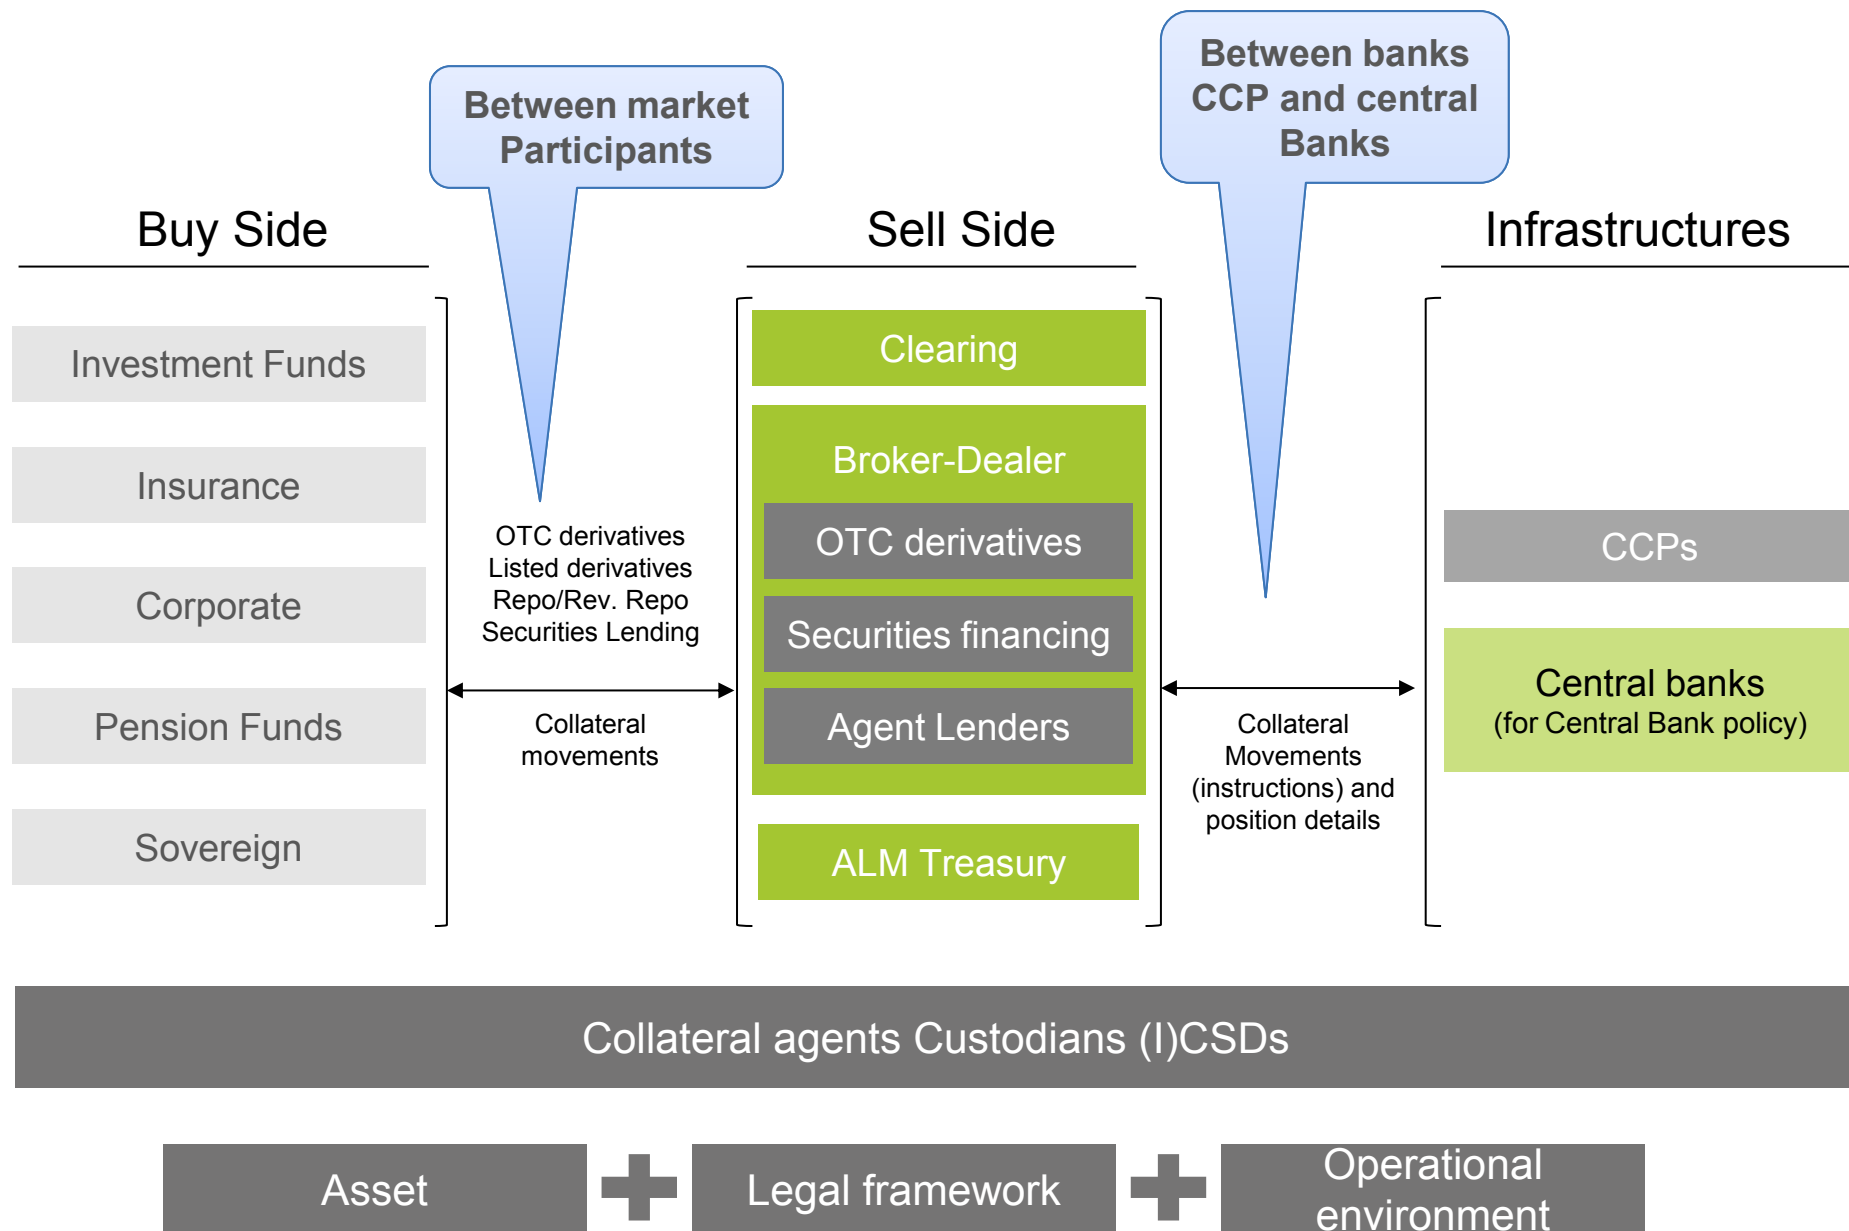 Between market
Participants
Between banks
CCP and central
Banks
Buy Side
Sell Side
Infrastructures
Investment Funds
Insurance
Corporate
Pension Funds
Sovereign
OTC derivatives
Listed derivatives
Repo/Rev. Repo
Securities Lending
Collateral
movements
Clearing
Broker-Dealer
OTC derivatives
Securities financing
Agent Lenders
ALM Treasury
Collateral
Movements
(instructions) and
position details
CCPs
Central banks
(for Central Bank policy)
Collateral agents Custodians (I)CSDs
Asset
Legal framework
Operational
environment